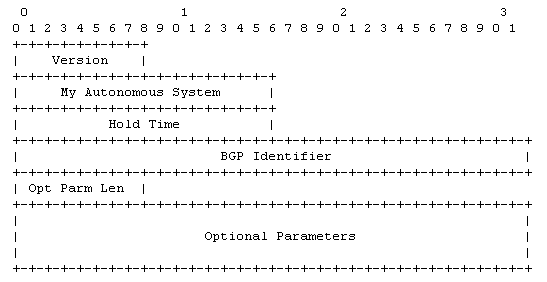 0                   1                   2                   3
0 1 2 3 4 5 6 7 8 9 0 1 2 3 4 5 6 7 8 9 0 1 2 3 4 5 6 7 8 9 0 1
+-+-+-+-+-+-+-+-+
|    Version    |
+-+-+-+-+-+-+-+-+-+-+-+-+-+-+-+-+
|     My Autonomous System      |
+-+-+-+-+-+-+-+-+-+-+-+-+-+-+-+-+
|           Hold Time           |
+-+-+-+-+-+-+-+-+-+-+-+-+-+-+-+-+-+-+-+-+-+-+-+-+-+-+-+-+-+-+-+-+
|                         BGP Identifier                        |
+-+-+-+-+-+-+-+-+-+-+-+-+-+-+-+-+-+-+-+-+-+-+-+-+-+-+-+-+-+-+-+-+
| Opt Parm Len  |
+-+-+-+-+-+-+-+-+-+-+-+-+-+-+-+-+-+-+-+-+-+-+-+-+-+-+-+-+-+-+-+-+
|                                                               |
|                       Optional Parameters                     |
|                                                               |
+-+-+-+-+-+-+-+-+-+-+-+-+-+-+-+-+-+-+-+-+-+-+-+-+-+-+-+-+-+-+-+-+